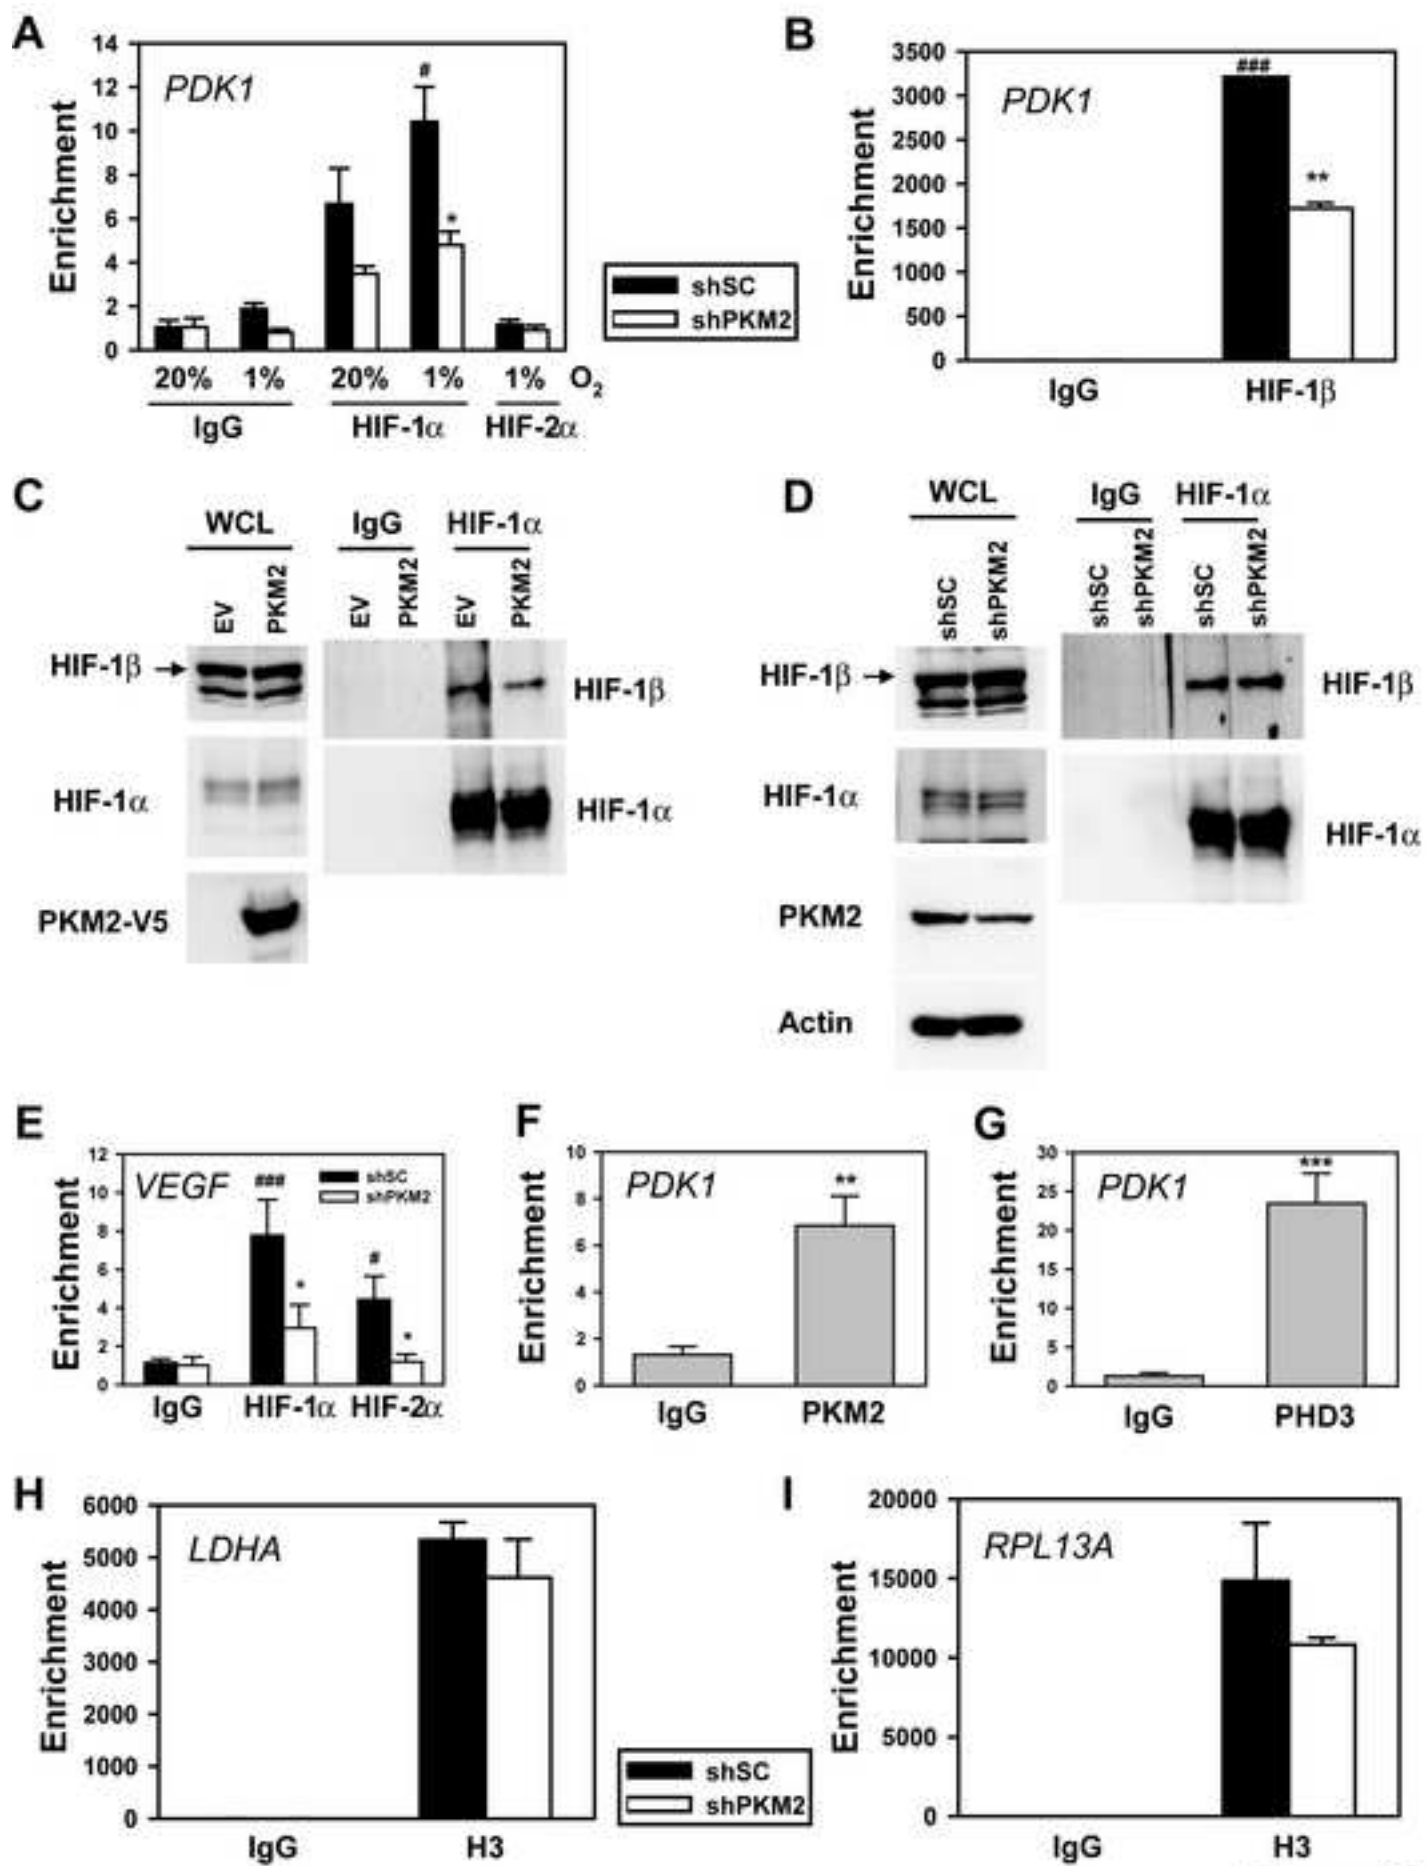 A
14
12
10
8
6
4
2
0
Enrichment
PDK1
#
*
20% 1% 20% 1% 1% O2
IgG HIF-1α HIF-2α
shSC
shPKM2
B
3500
3000
2500
2000
1500
1000
500
0
Enrichment
PDK1
###
**
IgG HIF-1β
C
WCL IgG HIF-1α
EV PKM2 EV PKM2 EV PKM2
HIF-1β HIF-1β
HIF-1α HIF-1α
PKM2-V5
D
WCL IgG HIF-1α
shSC shPKM2 shSC shPKM2 shSC shPKM2
HIF-1β HIF-1β
HIF-1α HIF-1α
PKM2
Actin
E
12
10
8
6
4
2
0
Enrichment
VEGF
shSC
shPKM2
###
*
#
*
IgG HIF-1α HIF-2α
F
10
8
6
4
2
0
Enrichment
PDK1
**
IgG PKM2
G
30
25
20
15
10
5
0
Enrichment
PDK1
***
IgG PHD3
H
6000
5000
4000
3000
2000
1000
0
Enrichment
LDHA
IgG H3
shSC
shPKM2
I
20000
15000
10000
5000
0
Enrichment
RPL13A
IgG H3